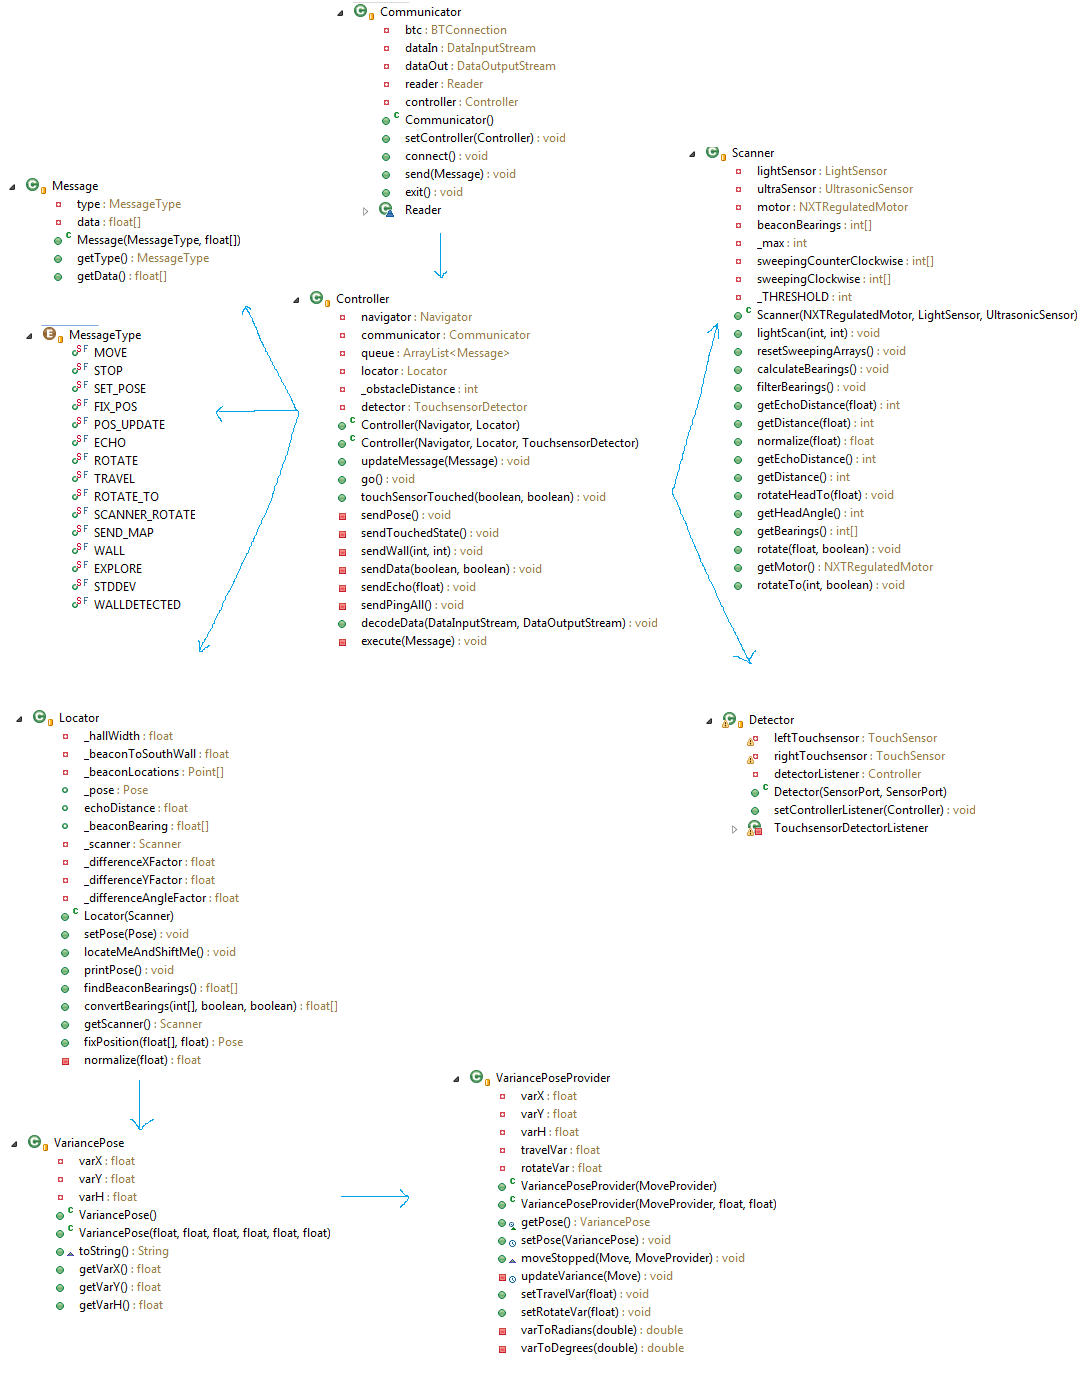 Communicator
btc : BTConnection
dataIn : DataInputStream
dataOut : DataOutputStream
reader : Reader
controller : Controller
Communicator()
setController(Controller) : void
connect() : void
send(Message) : void
exit() : void
Reader
Message
type : MessageType
data : float[]
Message(MessageType, float[])
getType() : MessageType
getData() : float[]
MessageType
MOVE
STOP
SET_POSE
FIX_POS
POS_UPDATE
ECHO
ROTATE
TRAVEL
ROTATE_TO
SCANNER_ROTATE
SEND_MAP
WALL
EXPLORE
STDDEV
WALLDETECTED
Controller
navigator : Navigator
communicator : Communicator
queue : ArrayList<Message>
locator : Locator
_obstacleDistance : int
detector : TouchsensorDetector
Controller(Navigator, Locator)
Controller(Navigator, Locator, TouchsensorDetector)
updateMessage(Message) : void
go() : void
touchSensorTouched(boolean, boolean) : void
sendPose() : void
sendTouchedState() : void
sendWall(int, int) : void
sendData(boolean, boolean) : void
sendEcho(float) : void
sendPingAll() : void
decodeData(DataInputStream, DataOutputStream) : void
execute(Message) : void
Scanner
lightSensor : LightSensor
ultraSensor : UltrasonicSensor
motor : NXTRegulatedMotor
beaconBearings : int[]
_max : int
sweepingCounterClockwise : int[]
sweepingClockwise : int[]
_THRESHOLD : int
Scanner(NXTRegulatedMotor, LightSensor, UltrasonicSensor)
lightScan(int, int) : void
resetSweepingArrays() : void
calculateBearings() : void
filterBearings() : void
getEchoDistance(float) : int
getDistance(float) : int
normalize(float) : float
getEchoDistance() : int
getDistance() : int
rotateHeadTo(float) : void
getHeadAngle() : int
getBearings() : int[]
rotate(float, boolean) : void
getMotor() : NXTRegulatedMotor
rotateTo(int, boolean) : void
Locator
_hallWidth : float
_beaconToSouthWall : float
_beaconLocations : Point[]
_pose : Pose
echoDistance : float
_beaconBearing : float[]
_scanner : Scanner
_differenceXFactor : float
_differenceYFactor : float
_differenceAngleFactor : float
Locator(Scanner)
setPose(Pose) : void
locateMeAndShiftMe() : void
printPose() : void
findBeaconBearings() : float[]
convertBearings(int[], boolean, boolean) : float[]
getScanner() : Scanner
fixPosition(float[], float) : Pose
normalize(float) : float
Detector
leftTouchsensor : TouchSensor
rightTouchsensor : TouchSensor
detectorListener : Controller
Detector(SensorPort, SensorPort)
setControllerListener(Controller) : void
TouchsensorDetectorListener
VariancePose
varX : float
varY : float
varH : float
VariancePose()
VariancePose(float, float, float, float, float, float)
toString() : String
getVarX() : float
getVarY() : float
getVarH() : float
VariancePoseProvider
varX : float
varY : float
varH : float
travelVar : float
rotateVar : float
VariancePoseProvider(MoveProvider)
VariancePoseProvider(MoveProvider, float, float)
getPose() : VariancePose
setPose(VariancePose) : void
moveStopped(Move, MoveProvider) : void
updateVariance(Move) : void
setTravelVar(float) : void
setRotateVar(float) : void
varToRadians(double) : double
varToDegrees(double) : double